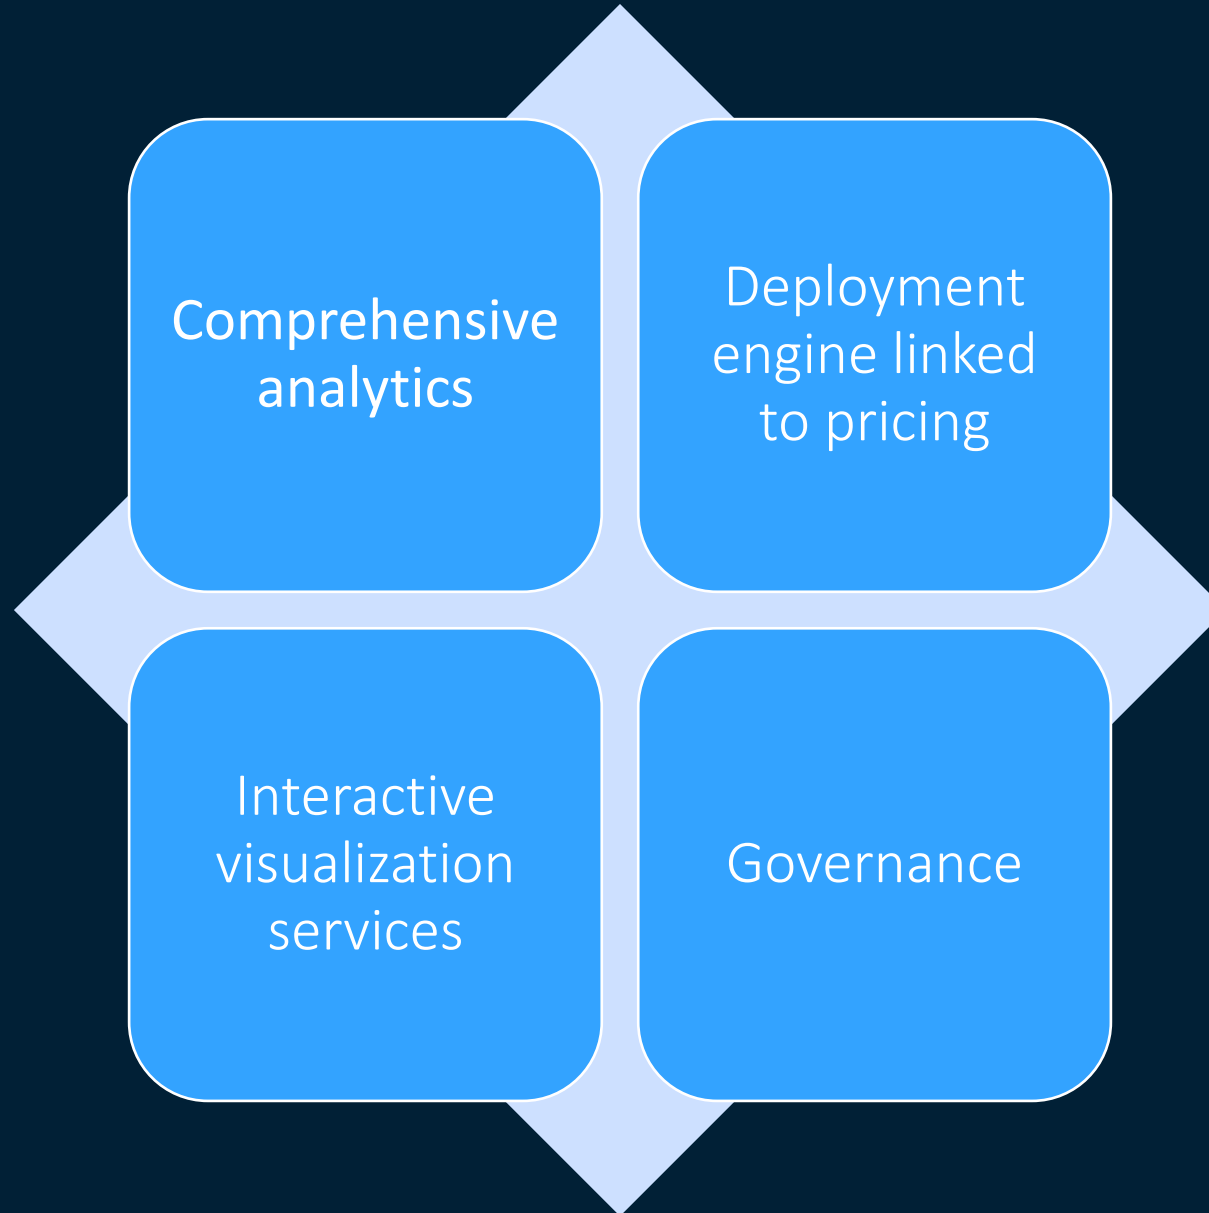 Comprehensive
analytics
Deployment
engine linked
to pricing
Interactive
visualization
services
Governance